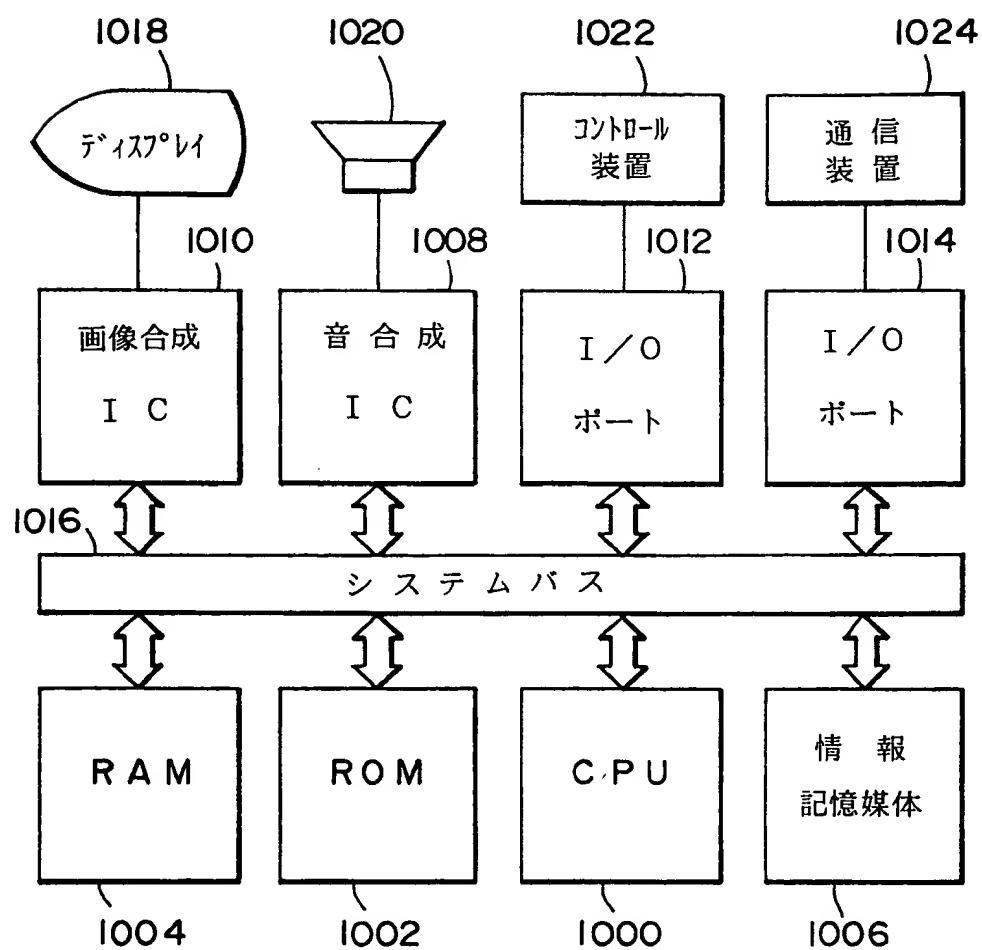 1018
1020
1022
1024
ディスプレイ
コントロール
装置
通信
装置
1010
1008
1012
1014
画像合成
IC
音合成
IC
I/O
ポート
I/O
ポート
1016
システムバス
RAM
ROM
CPU
情報
記憶媒体
1004
1002
1000
1006